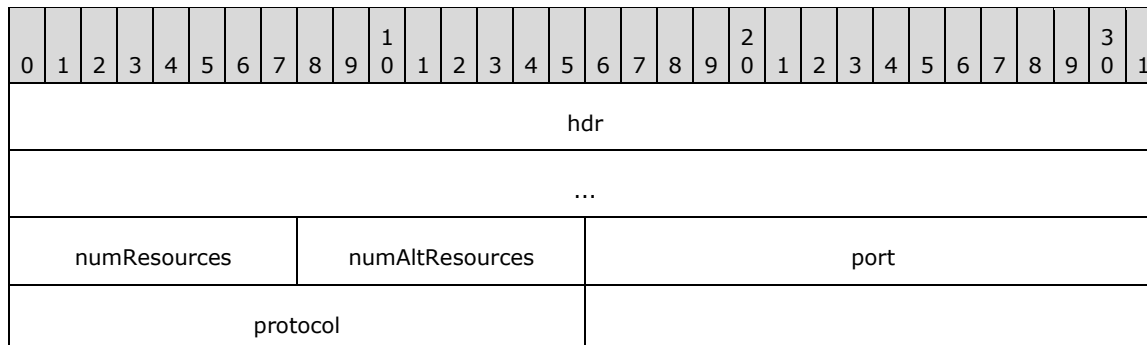 1 2 3
0 1 2 3 4 5 6 7 8 9 0 1 2 3 4 5 6 7 8 9 0 1 2 3 4 5 6 7 8 9 0 1
hdr
...
numResources numAltResources port
protocol